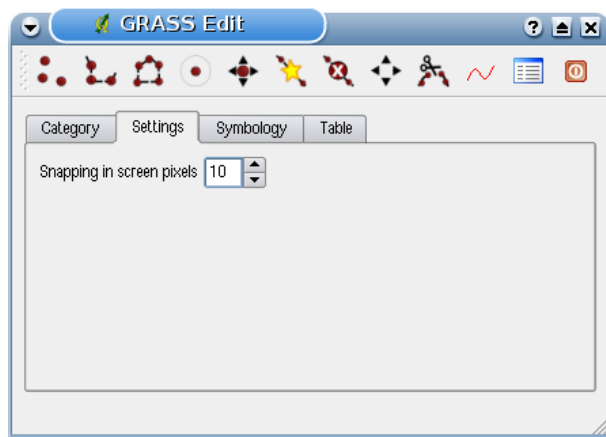 GRASS Edit
Category Settings Symbology Table
Snapping in screen pixels 10